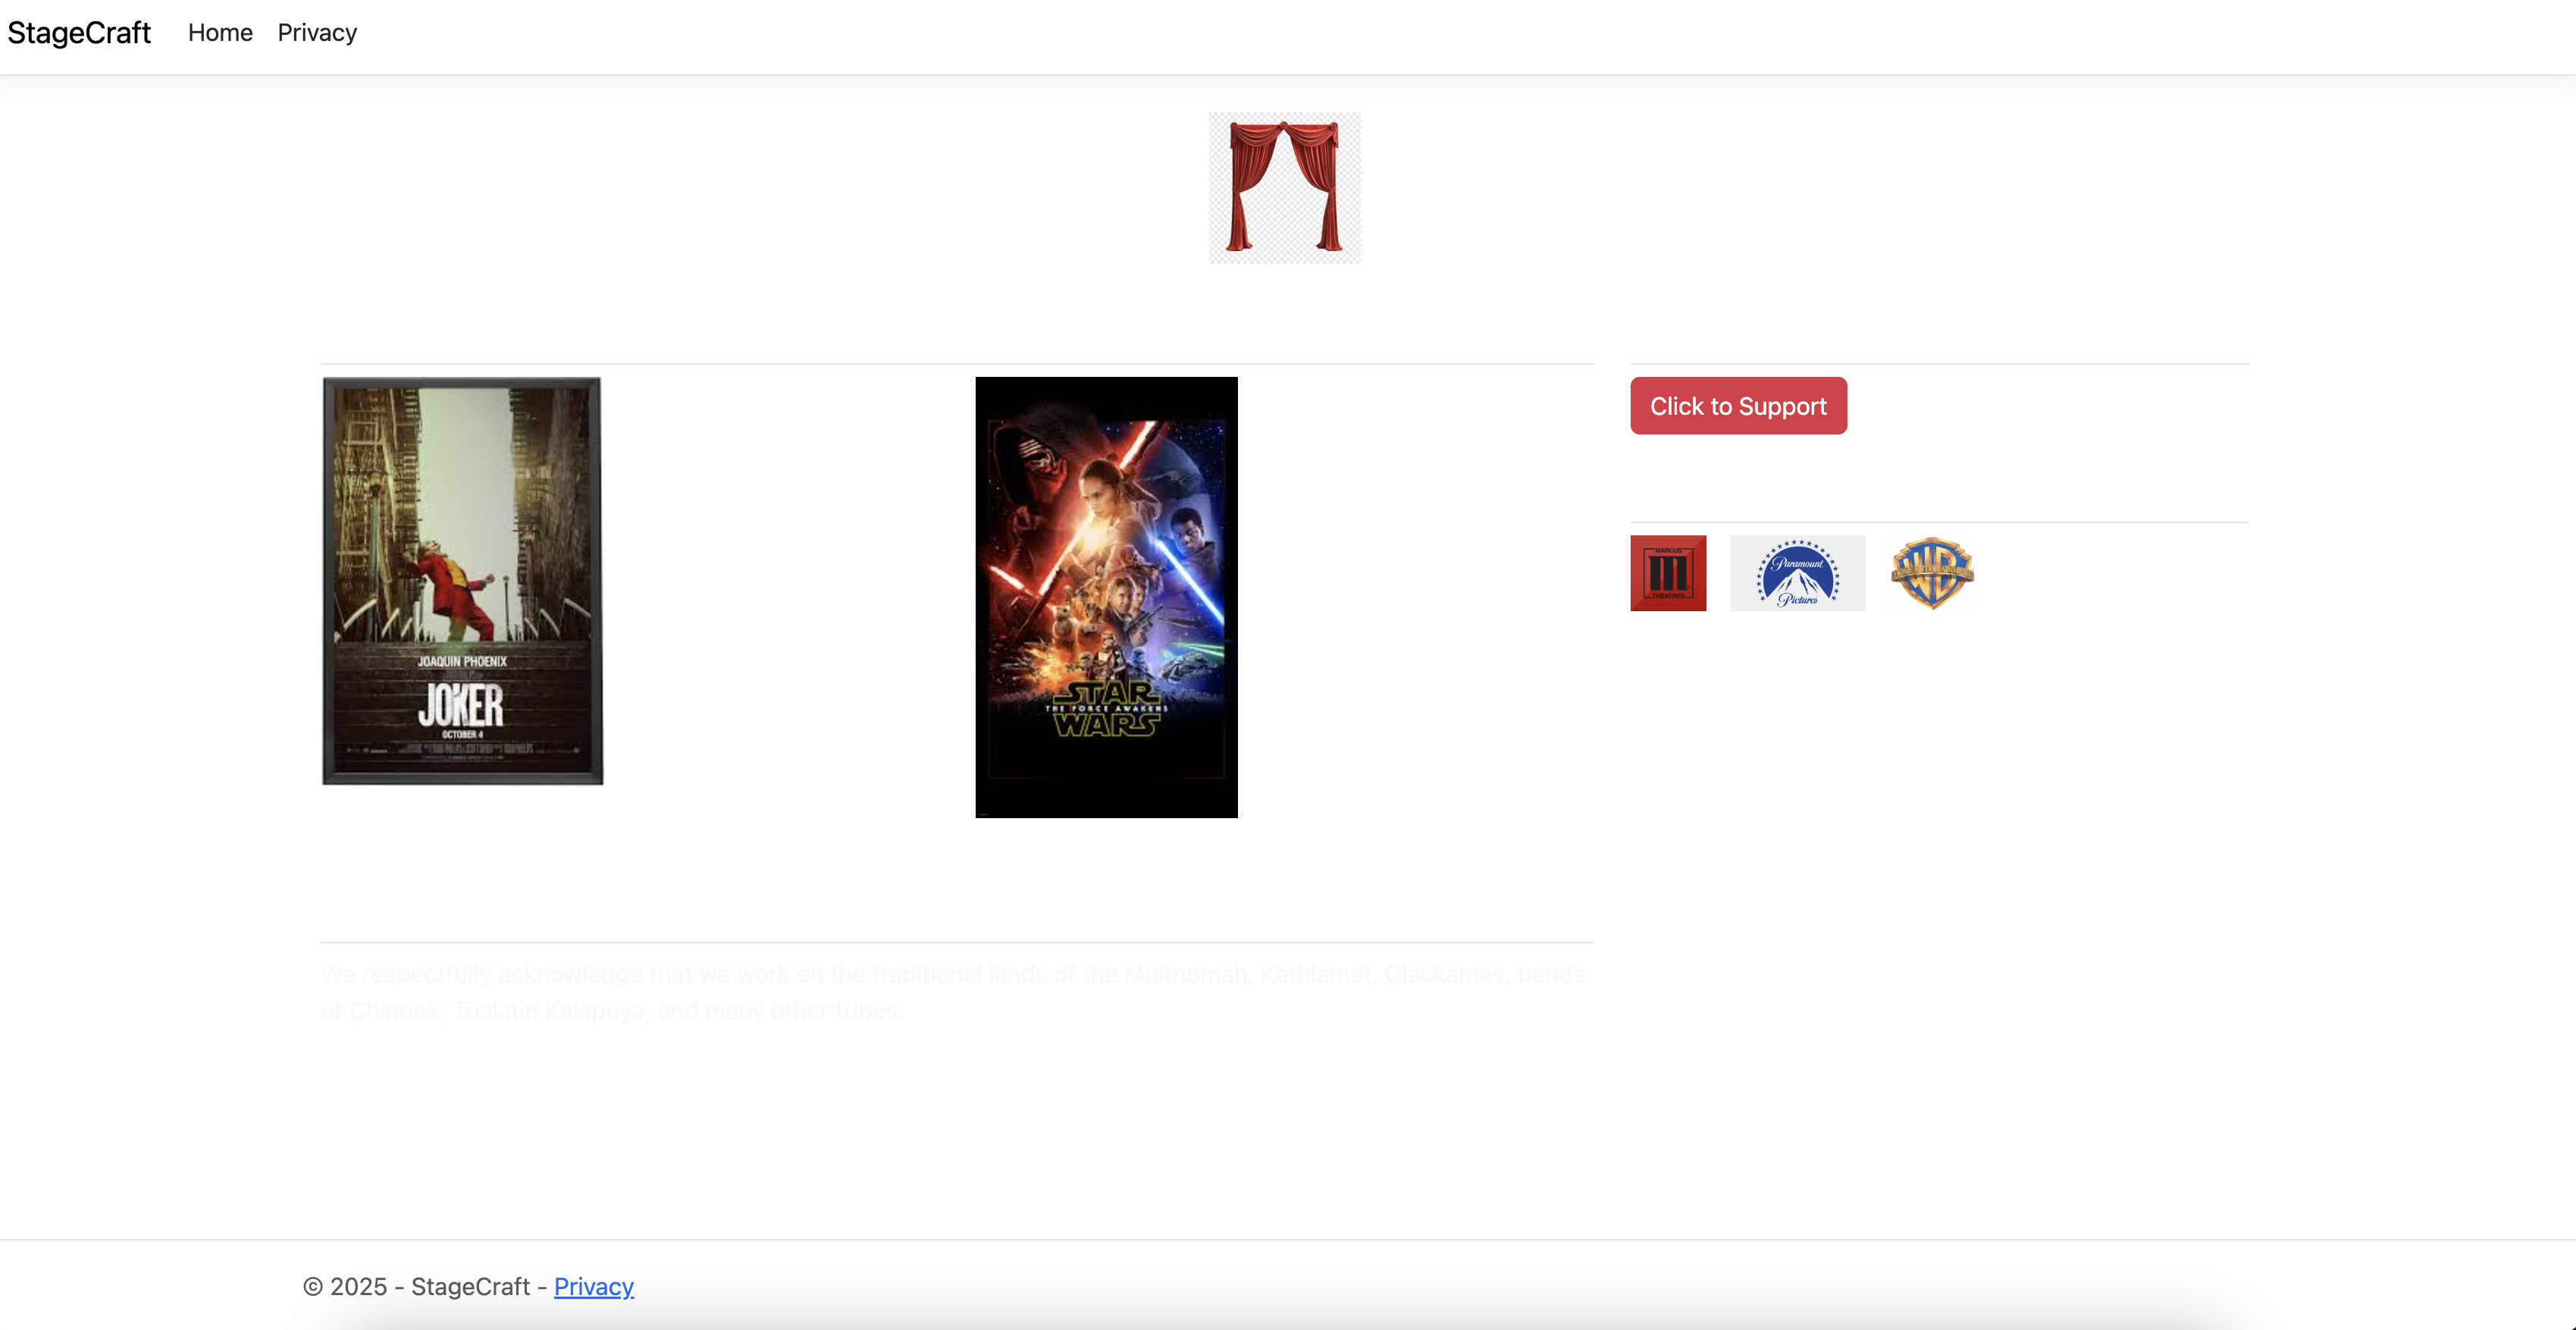 StageCraft Home Privacy
Click to Support
MARCUS
THEATRES
Paramount
Pictures
WB
JOAQUIN PHOENIX
JOKER
OCTOBER 4
STAR
THE FORCE AWAKENS
WARS
We respectfully acknowledge that we work on the traditional lands of the Multnomah, Kathlamet, Clackamas, bands
of Chinook, Tualatin Kalapuya, and many other tribes.
© 2025 - StageCraft - Privacy